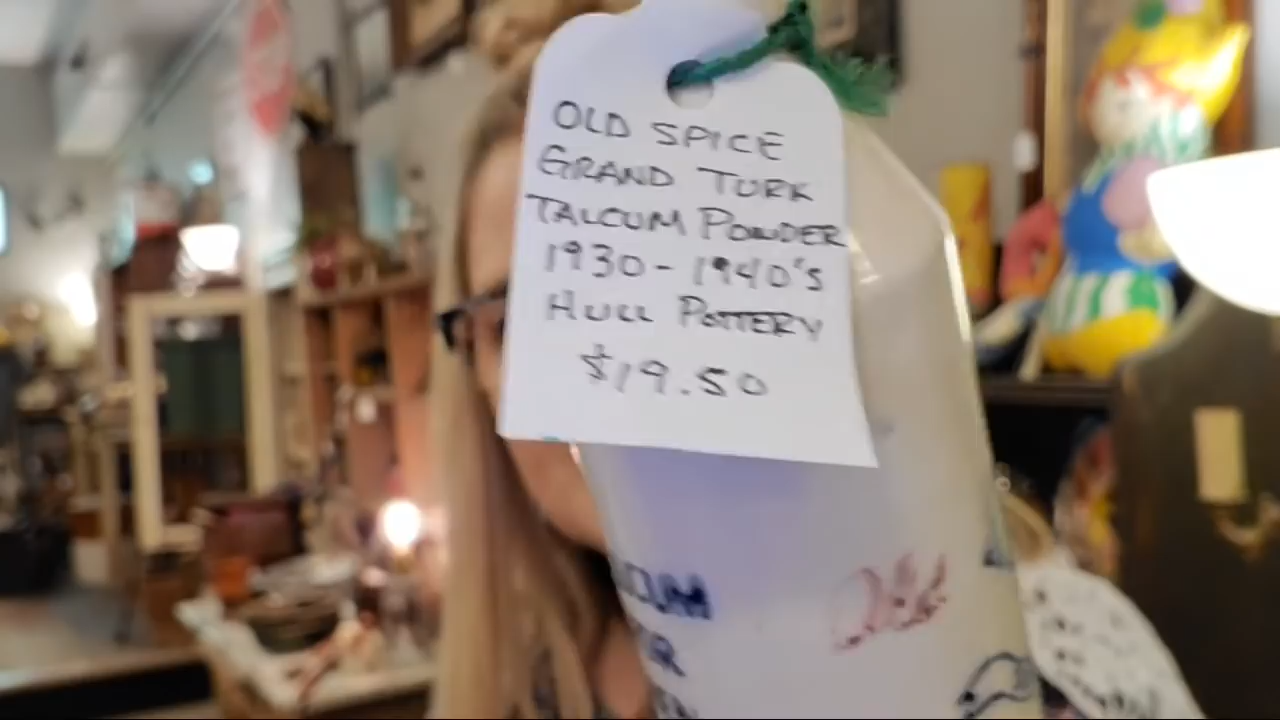 OLD SPICE
GRAND TURK
TALCUM POWDER
1930-1940's
HULL POTTERY
$19.50